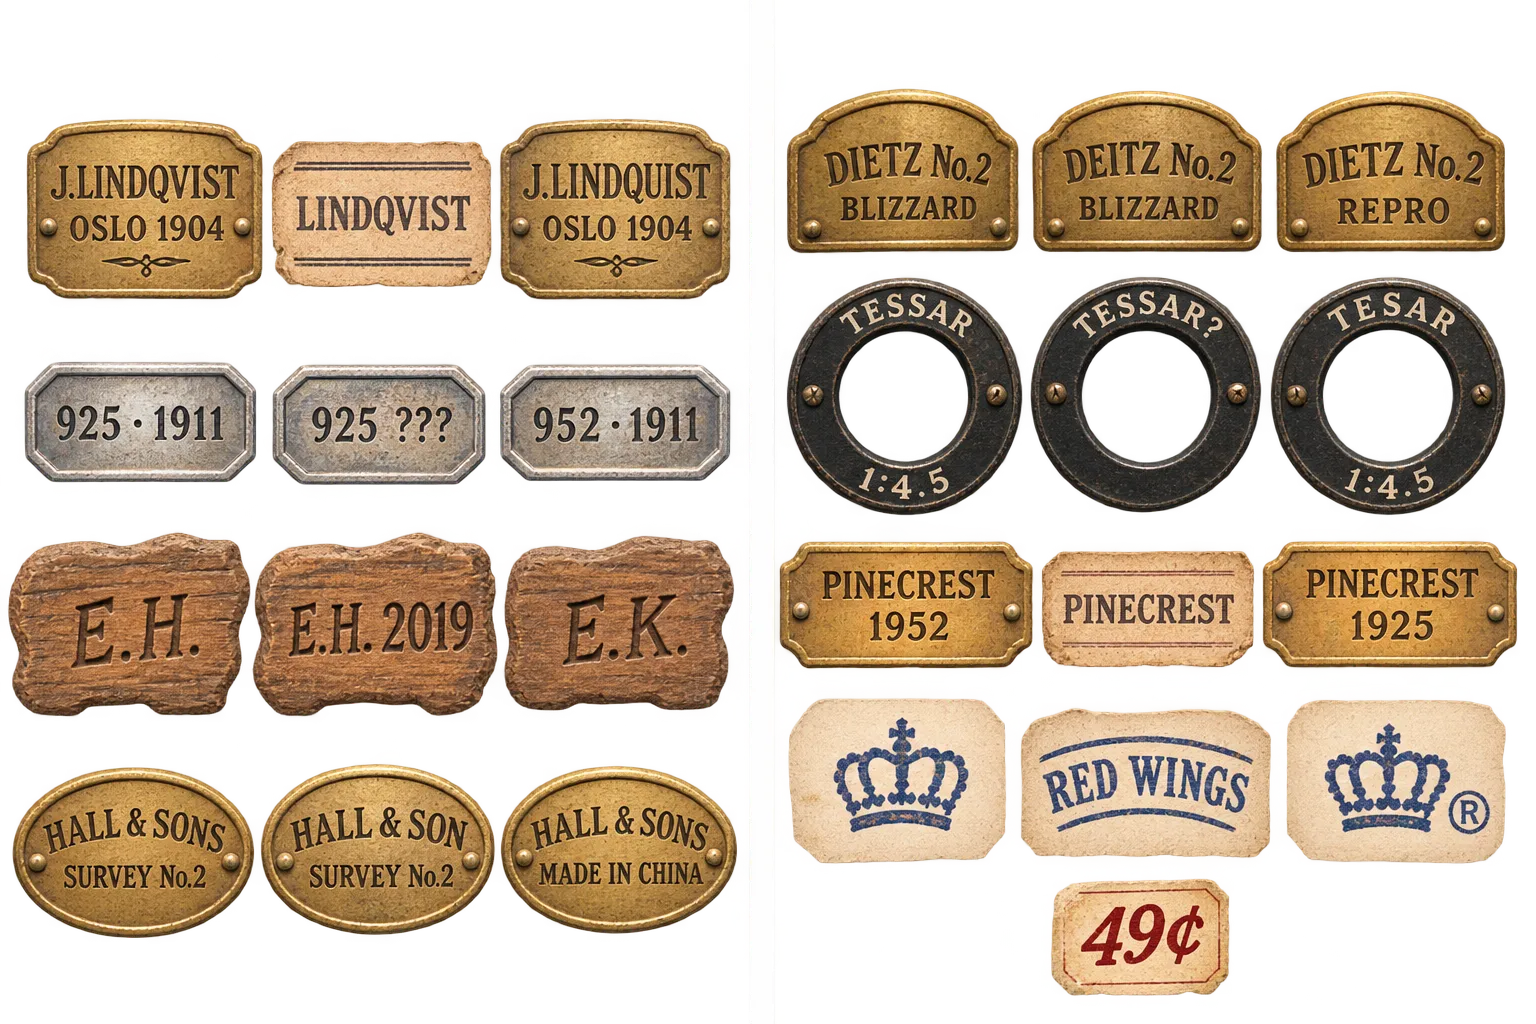 J.LINDQVIST
OSLO 1904
LINDQVIST
J.LINDQUIST
OSLO 1904
925 · 1911
925 ???
952 · 1911
E.H.
E.H. 2019
E.K.
HALL & SONS
SURVEY No.2
HALL & SON
SURVEY No.2
HALL & SONS
MADE IN CHINA
DIETZ No.2
BLIZZARD
DEITZ No.2
BLIZZARD
DIETZ No.2
REPRO
TESSAR
1:4.5
TESSAR?
TESAR
1:4.5
PINECREST
1952
PINECREST
PINECREST
1925
RED WINGS
®
49¢